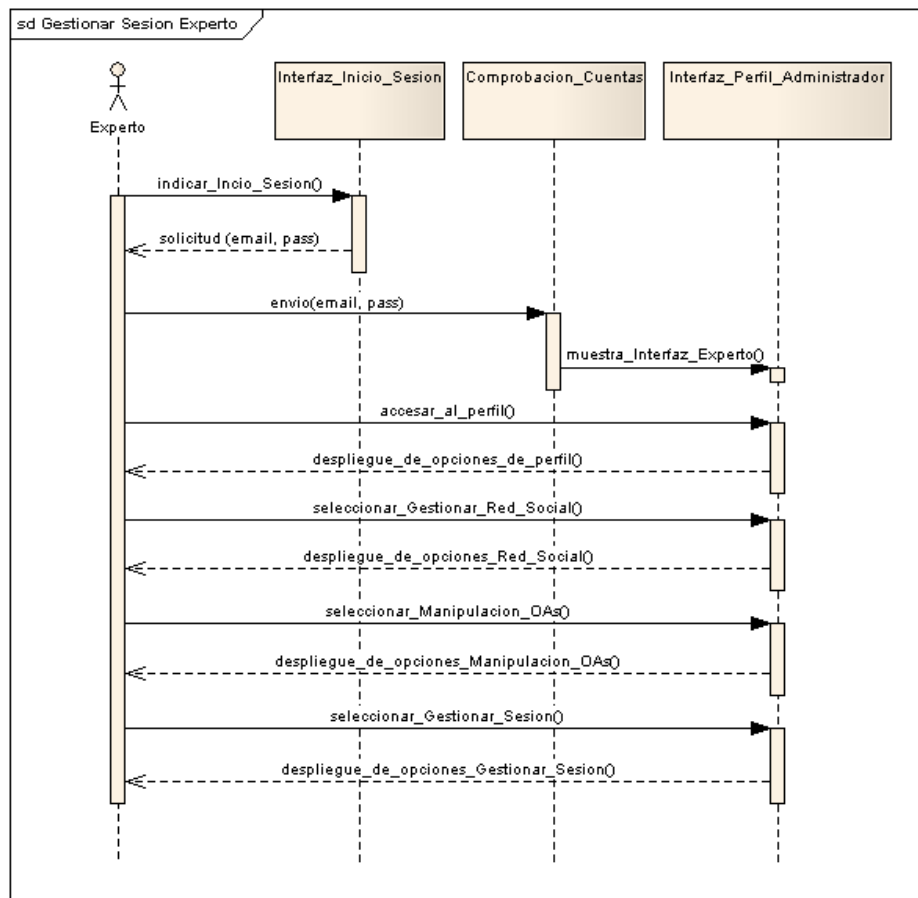 sd Gestionar Sesion Experto
Experto
Interfaz_Inicio_Sesion
Comprobacion_Cuentas
Interfaz_Perfil_Administrador
indicar_Incio_Sesion()
solicitud (email, pass)
envio(email, pass)
muestra_Interfaz_Experto()
accesar_al_perfil()
despliegue_de_opciones_de_perfil()
seleccionar_Gestionar_Red_Social()
despliegue_de_opciones_Red_Social()
seleccionar_Manipulacion_OAs()
despliegue_de_opciones_Manipulacion_OAs()
seleccionar_Gestionar_Sesion()
despliegue_de_opciones_Gestionar_Sesion()